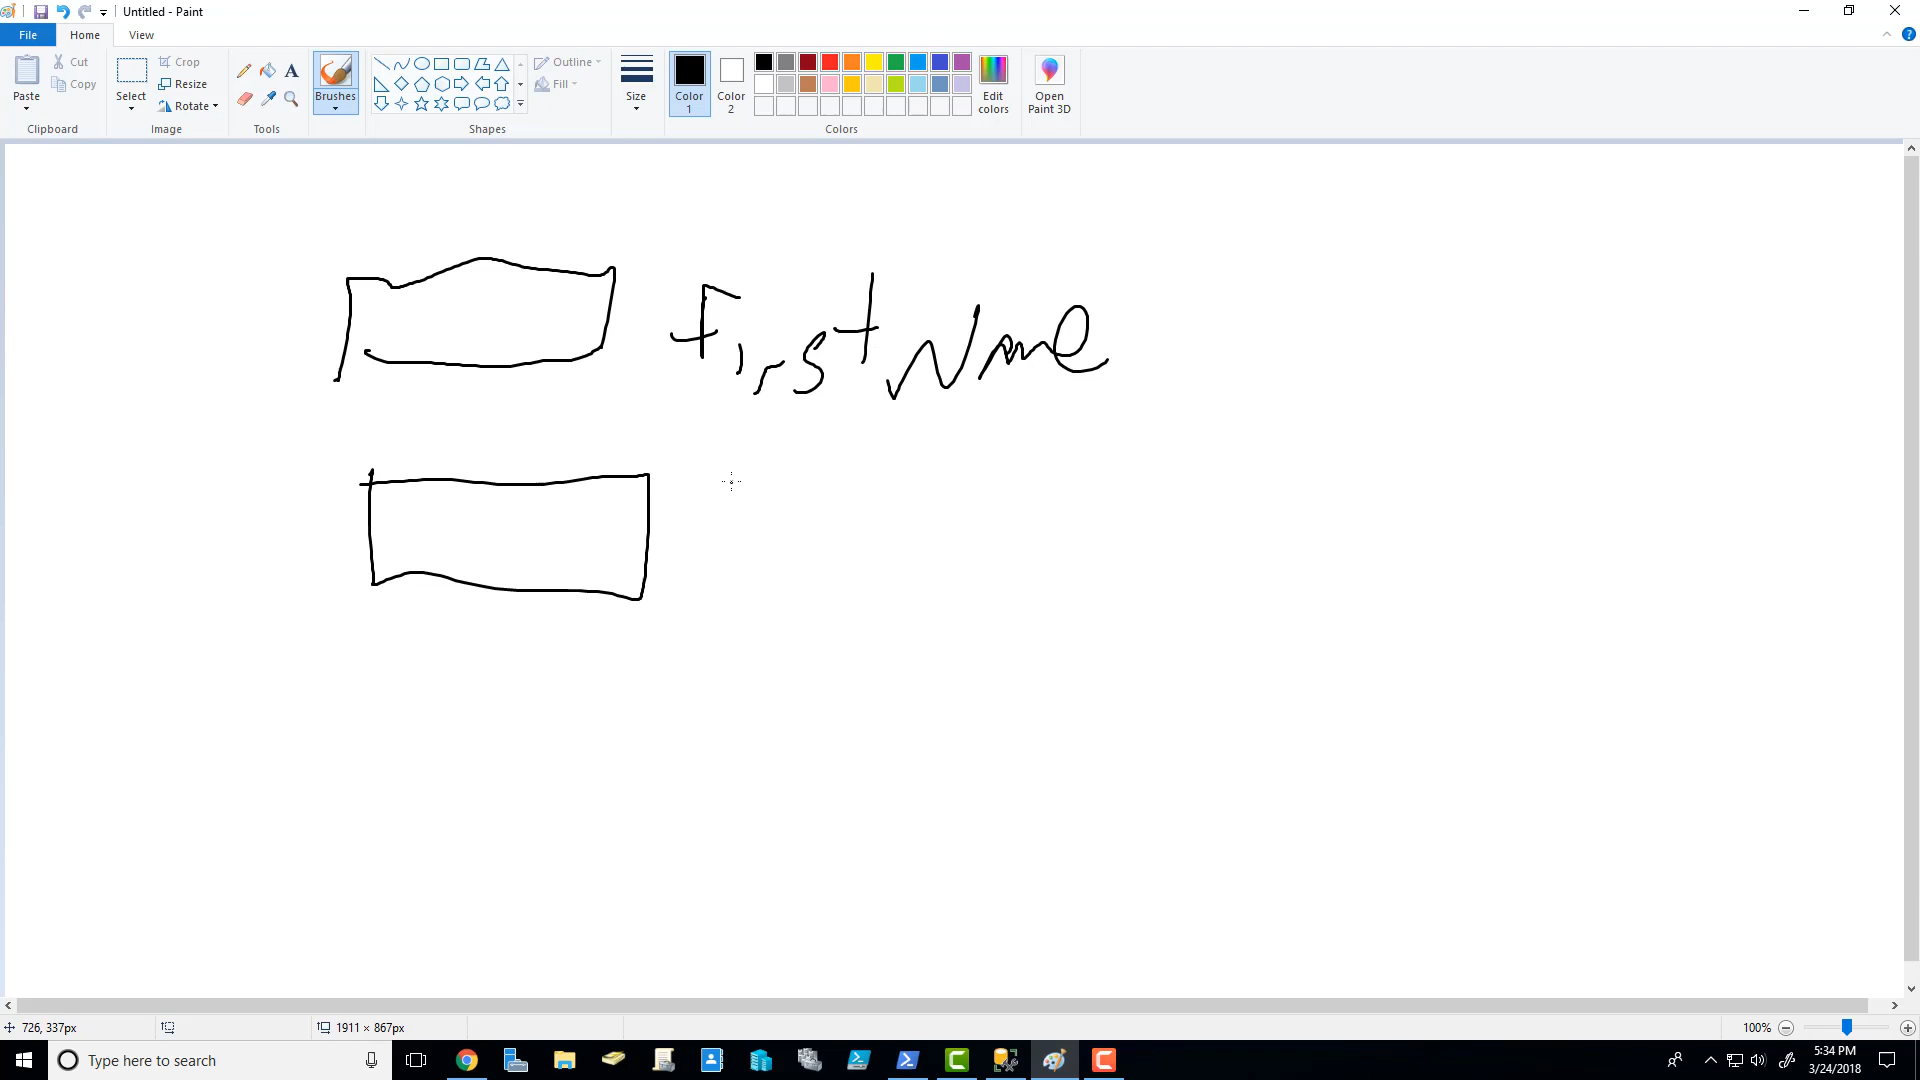 Untitled - Paint
File Home View
Paste Cut Copy Clipboard
Select Crop Resize Rotate Image
Tools
Brushes
Outline Fill Shapes
Size
Color 1 Color 2 Edit colors Colors
Open Paint 3D
First Nme
726, 337px 1911 × 867px 100%
Type here to search
5:34 PM
3/24/2018